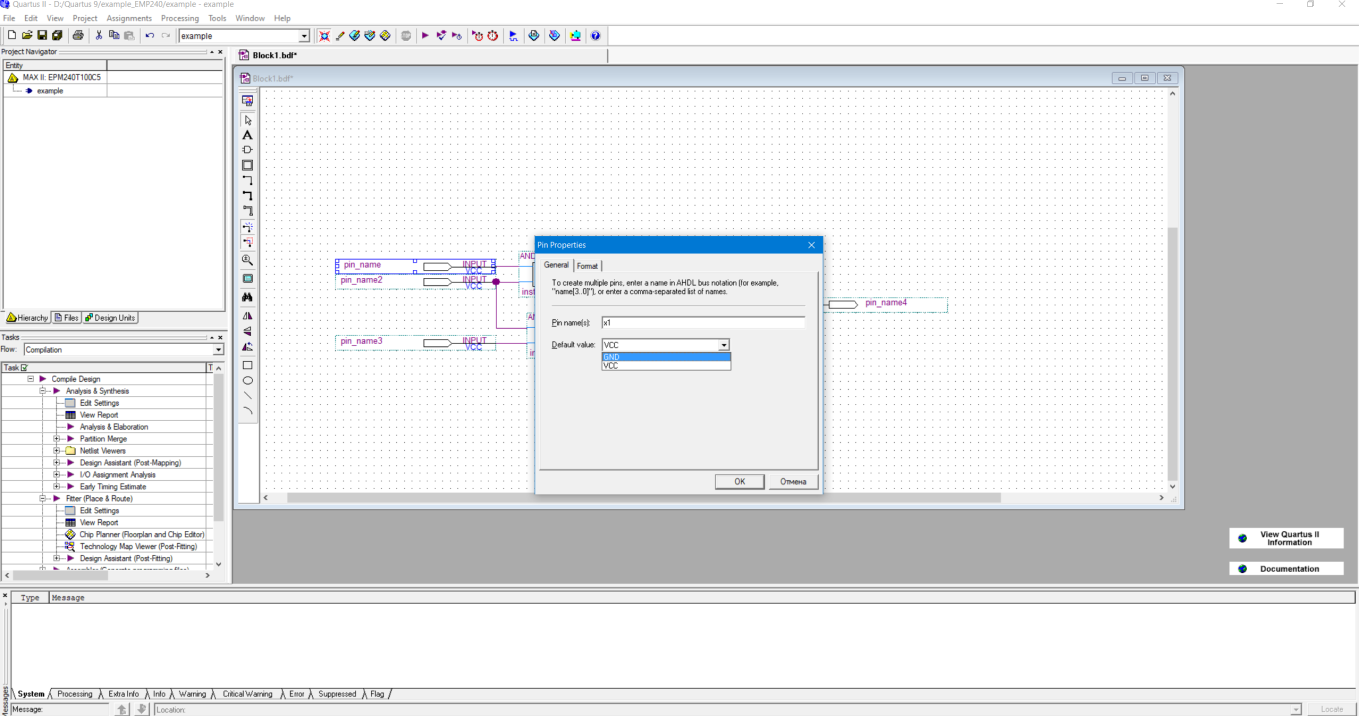 Quartus II - D:/Quartus 9/example_EMP240/example - example
File Edit View Project Assignments Processing Tools Window Help
example
Project Navigator
Entity
MAX II: EPM240T100C5
example
Hierarchy Files Design Units
Tasks
Flow: Compilation
Task
Compile Design
Analysis & Synthesis
Edit Settings
View Report
Analysis & Elaboration
Partition Merge
Netlist Viewers
Design Assistant (Post-Mapping)
I/O Assignment Analysis
Early Timing Estimate
Fitter (Place & Route)
Edit Settings
View Report
Chip Planner (Floorplan and Chip Editor)
Technology Map Viewer (Post-Fitting)
Design Assistant (Post-Fitting)
Block1.bdf*
Block1.bdf*
pin_name INPUT
VCC
pin_name2 INPUT
VCC
pin_name3 INPUT
VCC
pin_name4
Pin Properties
General Format
To create multiple pins, enter a name in AHDL bus notation (for example,
"name[3..0]"), or enter a comma-separated list of names.
Pin name(s): x1
Default value: VCC
GND
VCC
OK Отмена
View Quartus II
Information
Documentation
Type Message
System Processing Extra Info Info Warning Critical Warning Error Suppressed Flag
Messages
Message: Location: Locate